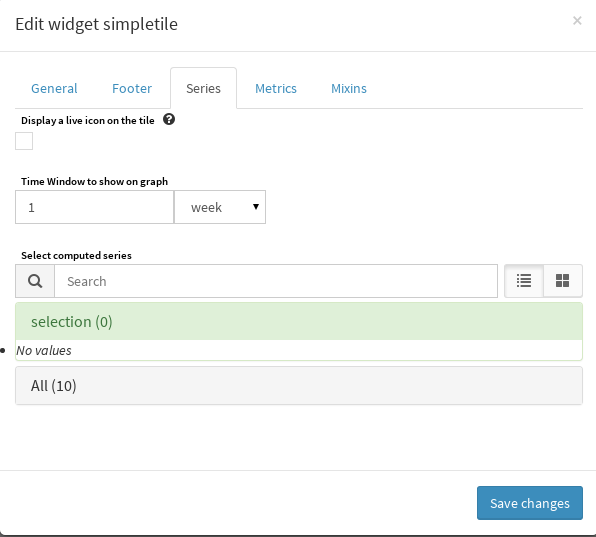 Edit widget simpletile
×
General Footer Series Metrics Mixins
Display a live icon on the tile ?
Time Window to show on graph
1 week
Select computed series
Search
selection (0)
No values
All (10)
Save changes